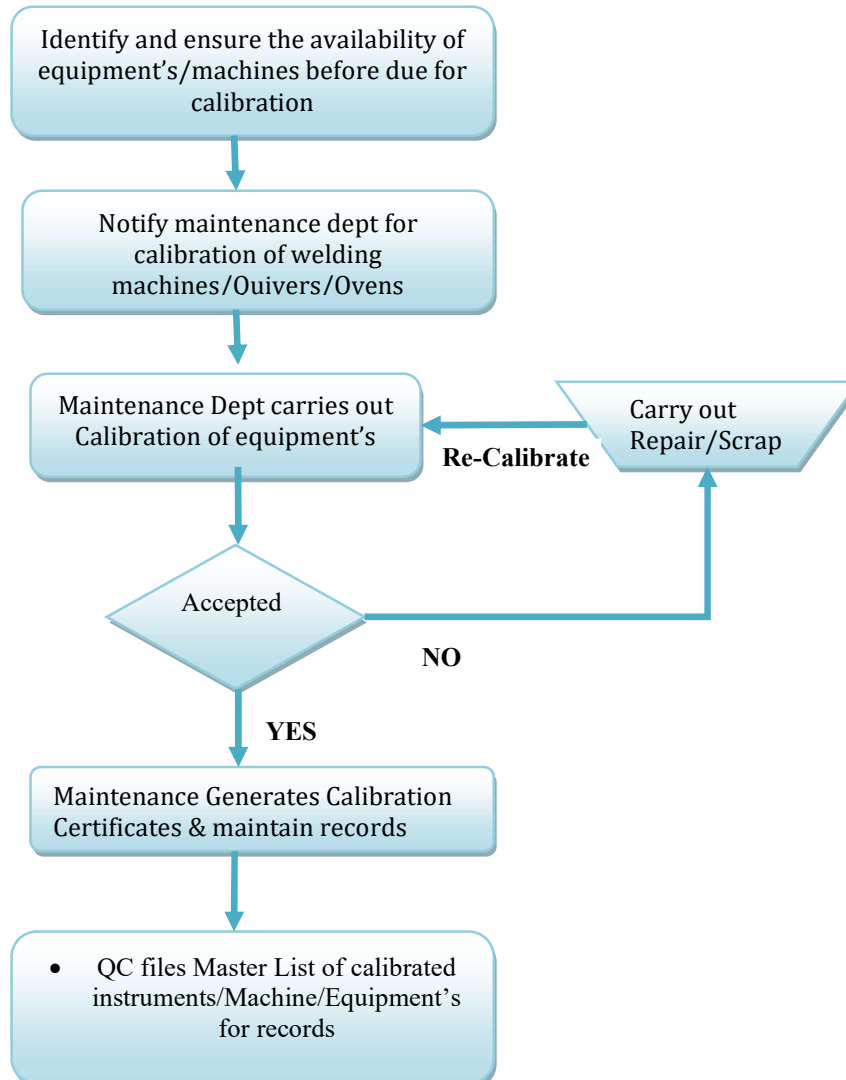 Identify and ensure the availability of
equipment's/machines before due for
calibration
Notify maintenance dept for
calibration of welding
machines/Ouivers/Ovens
Maintenance Dept carries out
Calibration of equipment's
Carry out
Repair/Scrap
Re-Calibrate
Accepted
NO
YES
Maintenance Generates Calibration
Certificates & maintain records
• QC files Master List of calibrated
instruments/Machine/Equipment's
for records